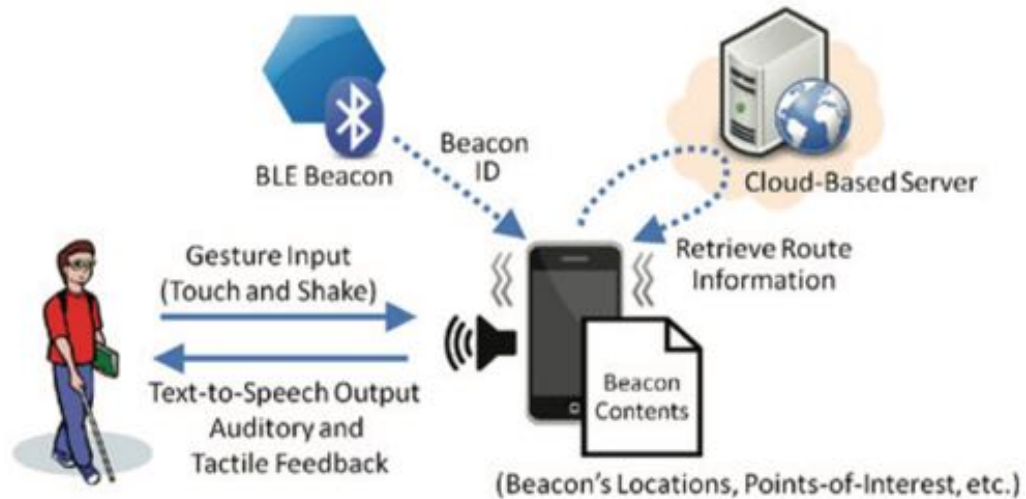 BLE Beacon
Beacon
ID
Cloud-Based Server
Retrieve Route
Information
Gesture Input
(Touch and Shake)
Text-to-Speech Output
Auditory and
Tactile Feedback
Beacon
Contents
(Beacon's Locations, Points-of-Interest, etc.)